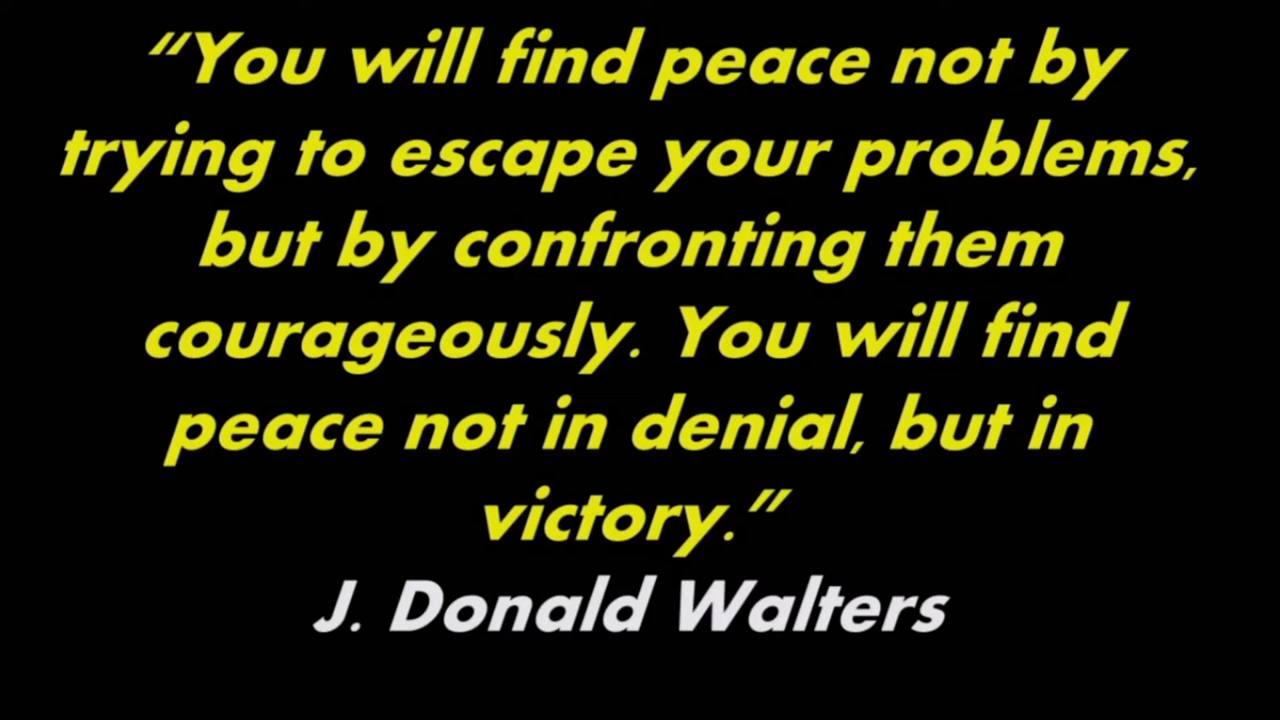 “You will find peace not by
trying to escape your problems,
but by confronting them
courageously. You will find
peace not in denial, but in
victory.”
J. Donald Walters